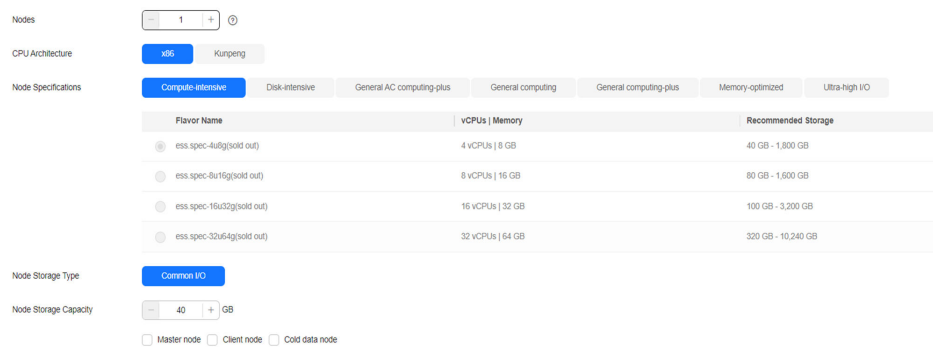 Nodes 1
CPU Architecture x86 Kunpeng
Node Specifications Compute-intensive Disk-intensive General AC computing-plus General computing General computing-plus Memory-optimized Ultra-high I/O
Flavor Name vCPUs | Memory Recommended Storage
ess.spec-4u8g(sold out) 4 vCPUs | 8 GB 40 GB - 1,800 GB
ess.spec-8u16g(sold out) 8 vCPUs | 16 GB 80 GB - 1,600 GB
ess.spec-16u32g(sold out) 16 vCPUs | 32 GB 100 GB - 3,200 GB
ess.spec-32u64g(sold out) 32 vCPUs | 64 GB 320 GB - 10,240 GB
Node Storage Type Common I/O
Node Storage Capacity 40 GB
Master node Client node Cold data node